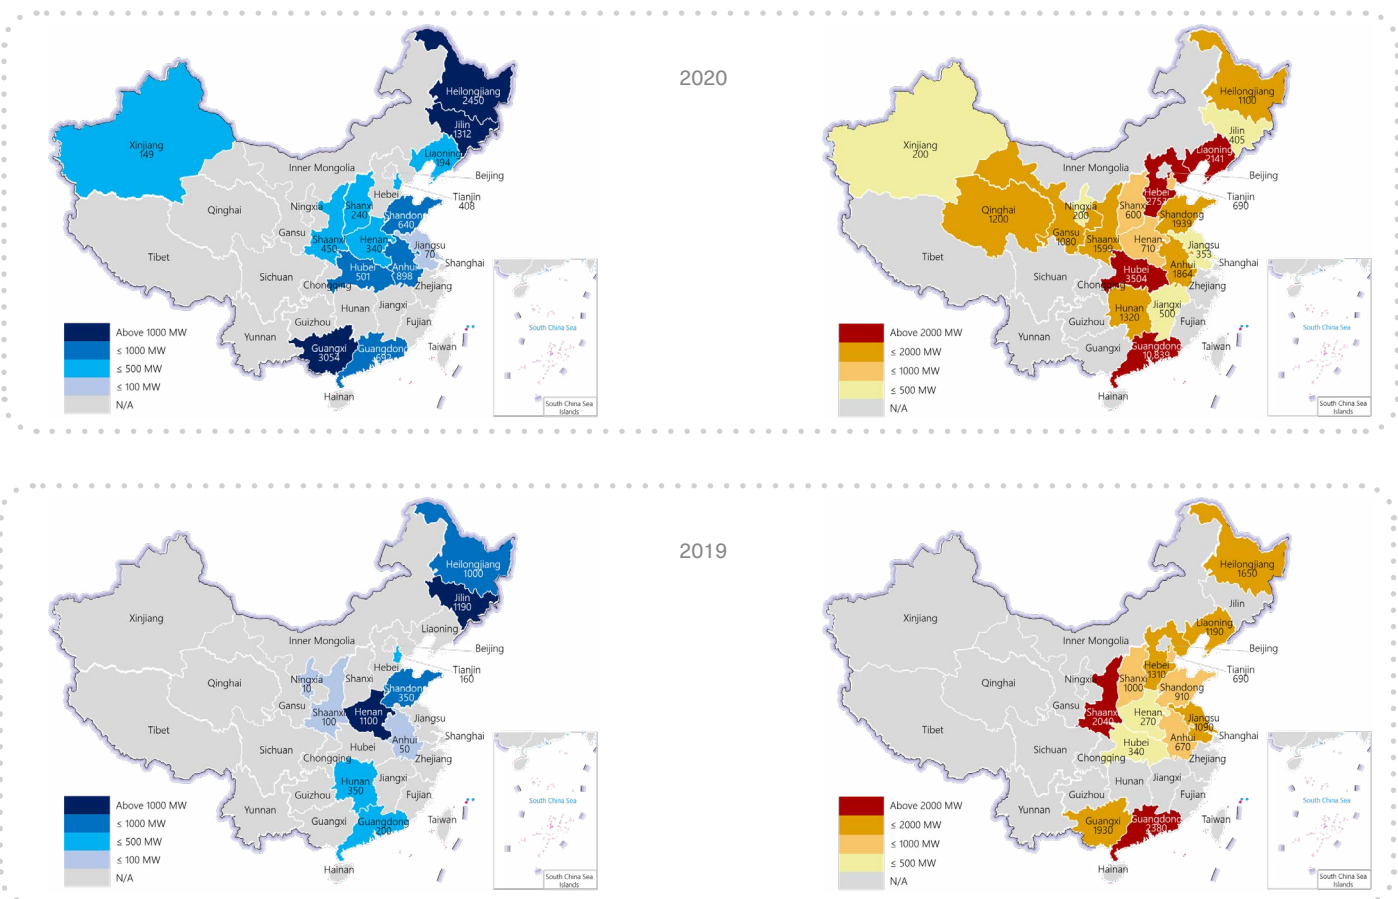 2020
Heilongjiang
2450
Jilin
1312
Xinjiang
149
Liaoning
194
Inner Mongolia
Beijing
Tianjin
408
Hebei
Ningxia
Shanxi
240
Qinghai
Shandong
640
Gansu
Shaanxi
450
Henan
340
Jiangsu
70
Tibet
Shanghai
Sichuan
Hubei
501
Anhui
898
Chongqing
Zhejiang
Hunan
Jiangxi
Guizhou
Fujian
Yunnan
Guangxi
3054
Guangdong
692
Taiwan
Hainan
South China Sea
South China Sea
Islands
Above 1000 MW
≤ 1000 MW
≤ 500 MW
≤ 100 MW
N/A
Heilongjiang
1100
Jilin
405
Xinjiang
200
Liaoning
2141
Inner Mongolia
Beijing
Tianjin
690
Hebei
Ningxia
200
Shanxi
600
Qinghai
1200
Shandong
1939
Gansu
1080
Shaanxi
1599
Henan
710
Jiangsu
353
Tibet
Shanghai
Sichuan
Hubei
3504
Anhui
1864
Chongqing
Zhejiang
Hunan
1320
Jiangxi
500
Guizhou
Fujian
Yunnan
Guangxi
Guangdong
10,839
Taiwan
Hainan
South China Sea
South China Sea
Islands
Above 2000 MW
≤ 2000 MW
≤ 1000 MW
≤ 500 MW
N/A
2019
Heilongjiang
1000
Jilin
1190
Xinjiang
Liaoning
Inner Mongolia
Beijing
Tianjin
160
Hebei
Ningxia
10
Shanxi
Qinghai
Shandong
350
Gansu
Shaanxi
100
Henan
1100
Jiangsu
Tibet
Shanghai
Sichuan
Hubei
Anhui
50
Chongqing
Zhejiang
Hunan
350
Jiangxi
Guizhou
Fujian
Yunnan
Guangxi
Guangdong
200
Taiwan
Hainan
South China Sea
South China Sea
Islands
Above 1000 MW
≤ 1000 MW
≤ 500 MW
≤ 100 MW
N/A
Heilongjiang
1650
Jilin
Xinjiang
Liaoning
1190
Inner Mongolia
Beijing
Tianjin
690
Hebei
1310
Ningxia
Shanxi
1000
Qinghai
Shandong
910
Gansu
Shaanxi
2040
Henan
270
Jiangsu
1090
Tibet
Shanghai
Sichuan
Hubei
340
Anhui
670
Chongqing
Zhejiang
Hunan
Jiangxi
Guizhou
Fujian
Yunnan
Guangxi
1930
Guangdong
2380
Taiwan
Hainan
South China Sea
South China Sea
Islands
Above 2000 MW
≤ 2000 MW
≤ 1000 MW
≤ 500 MW
N/A